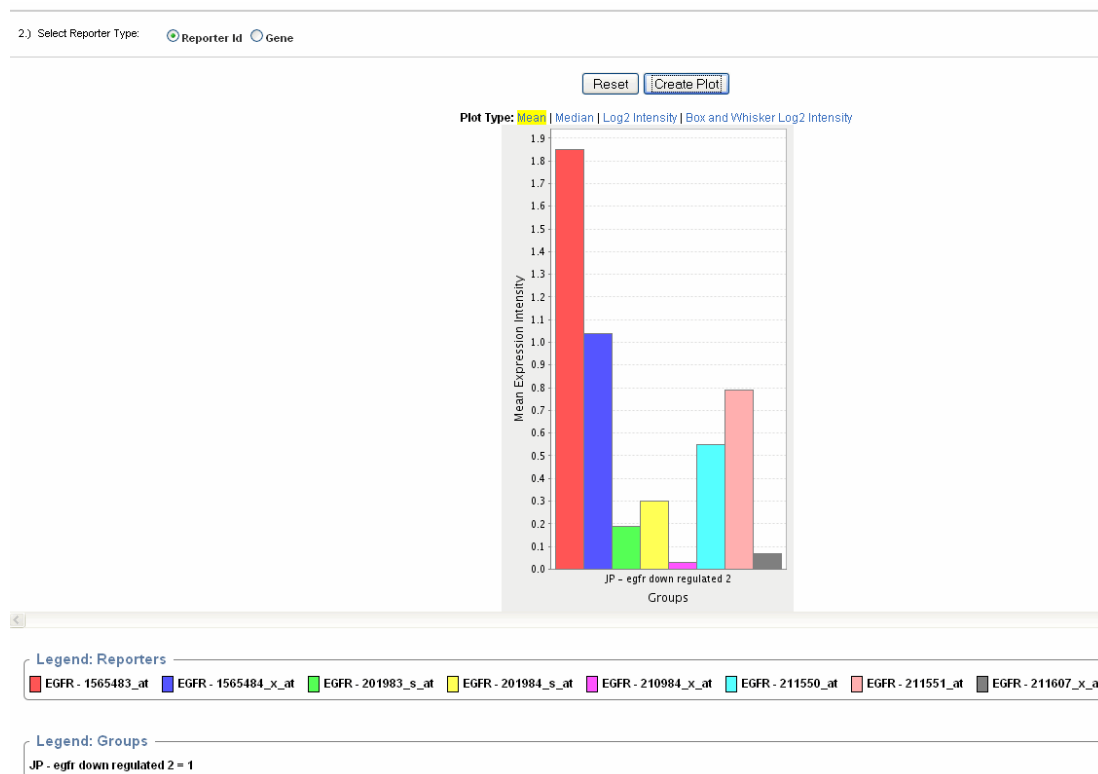 2.) Select Reporter Type: Reporter Id Gene
Reset Create Plot
Plot Type: Mean | Median | Log2 Intensity | Box and Whisker Log2 Intensity
1.9
1.8
1.7
1.6
1.5
1.4
1.3
1.2
1.1
1.0
0.9
0.8
0.7
0.6
0.5
0.4
0.3
0.2
0.1
0.0
Mean Expression Intensity
JP - egfr down regulated 2
Groups
Legend: Reporters
EGFR - 1565483_at EGFR - 1565484_x_at EGFR - 201983_s_at EGFR - 201984_s_at EGFR - 210984_x_at EGFR - 211550_at EGFR - 211551_at EGFR - 211607_x_a
Legend: Groups
JP - egfr down regulated 2 = 1